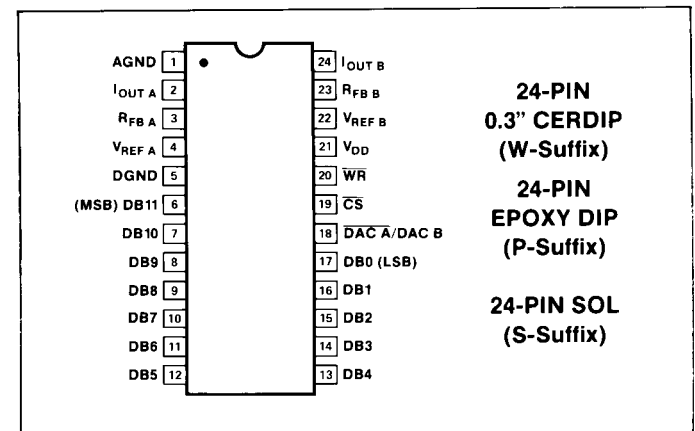 AGND 1
I_OUT A 2
R_FB A 3
V_REF A 4
DGND 5
(MSB) DB11 6
DB10 7
DB9 8
DB8 9
DB7 10
DB6 11
DB5 12
24 I_OUT B
23 R_FB B
22 V_REF B
21 V_DD
20 W̅R̅
19 C̅S̅
18 D̅A̅C̅ A̅/DAC B
17 DB0 (LSB)
16 DB1
15 DB2
14 DB3
13 DB4
24-PIN
0.3" CERDIP
(W-Suffix)
24-PIN
EPOXY DIP
(P-Suffix)
24-PIN SOL
(S-Suffix)